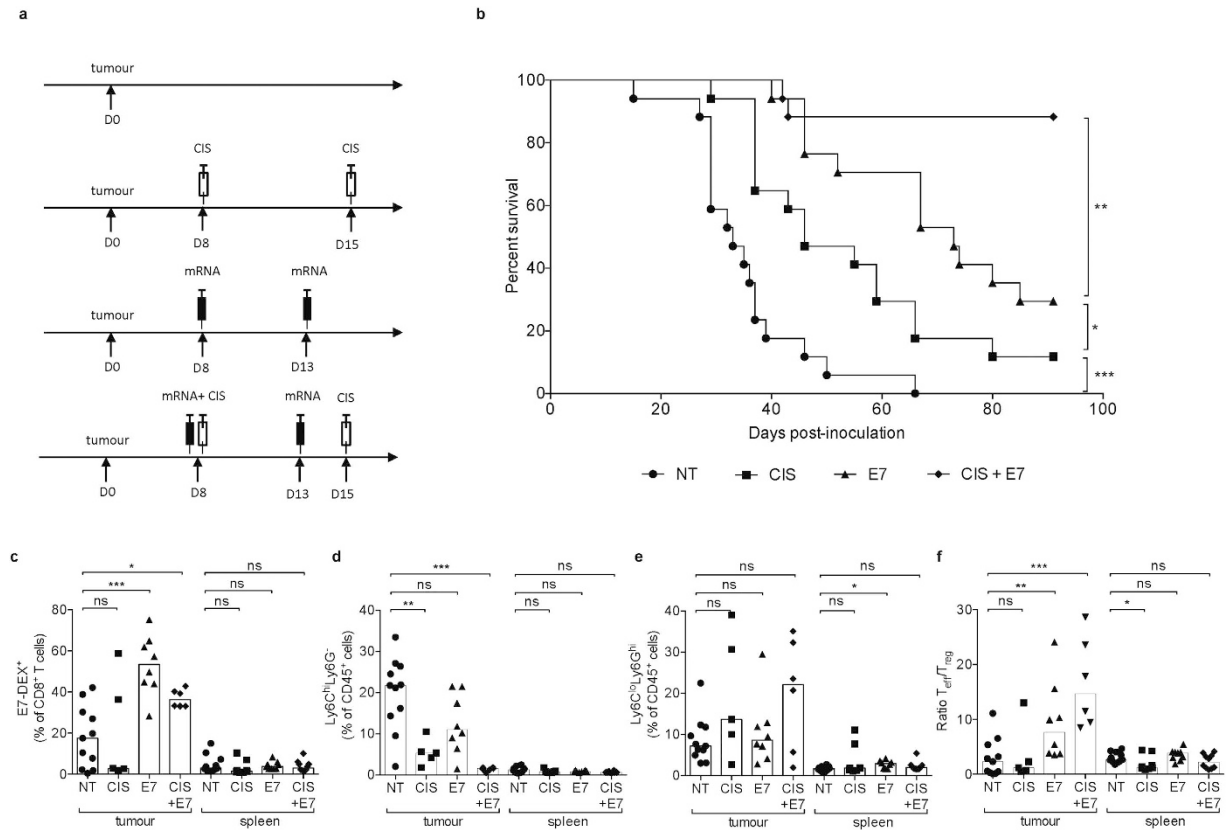 a
tumour
D0
CIS CIS
tumour
D0 D8 D15
mRNA mRNA
tumour
D0 D8 D13
mRNA+ CIS mRNA CIS
tumour
D0 D8 D13 D15
b
Percent survival
100
80
60
40
20
0
0 20 40 60 80 100
Days post-inoculation
**
*
***
NT CIS E7 CIS + E7
c
E7-DEX+
(% of CD8+ T cells)
80
60
40
20
0
*
***
ns
ns
ns
ns
NT CIS E7 CIS NT CIS E7 CIS
+E7 +E7
tumour spleen
d
Ly6ChiLy6G-
(% of CD45+ cells)
40
30
20
10
0
***
ns
**
ns
ns
ns
NT CIS E7 CIS NT CIS E7 CIS
+E7 +E7
tumour spleen
e
Ly6CloLy6Ghi
(% of CD45+ cells)
40
30
20
10
0
ns
ns
ns
ns
*
ns
NT CIS E7 CIS NT CIS E7 CIS
+E7 +E7
tumour spleen
f
Ratio Teff/Treg
30
20
10
0
***
**
ns
ns
ns
*
NT CIS E7 CIS NT CIS E7 CIS
+E7 +E7
tumour spleen